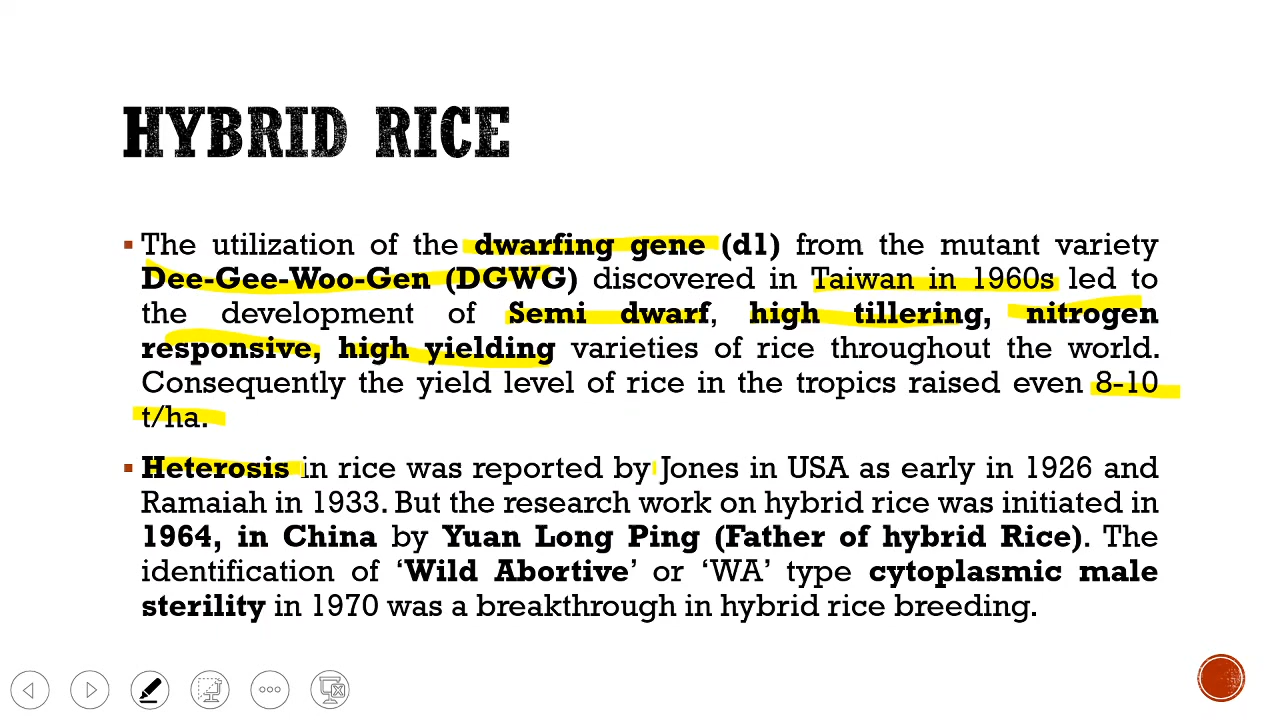 HYBRID RICE
The utilization of the dwarfing gene (d1) from the mutant variety
Dee-Gee-Woo-Gen (DGWG) discovered in Taiwan in 1960s led to
the development of Semi dwarf, high tillering, nitrogen
responsive, high yielding varieties of rice throughout the world.
Consequently the yield level of rice in the tropics raised even 8-10
t/ha.
Heterosis in rice was reported by Jones in USA as early in 1926 and
Ramaiah in 1933. But the research work on hybrid rice was initiated in
1964, in China by Yuan Long Ping (Father of hybrid Rice). The
identification of ‘Wild Abortive’ or ‘WA’ type cytoplasmic male
sterility in 1970 was a breakthrough in hybrid rice breeding.